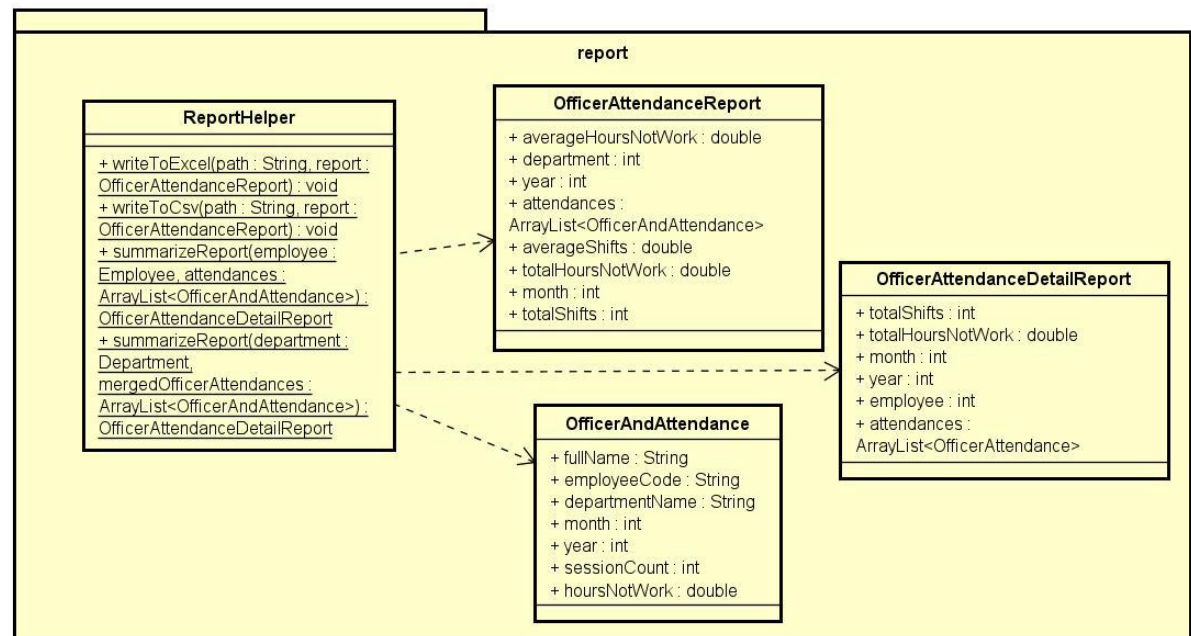 report
ReportHelper
+ writeToExcel(path : String, report :
OfficerAttendanceReport) : void
+ writeToCsv(path : String, report :
OfficerAttendanceReport) : void
+ summarizeReport(employee :
Employee, attendances :
ArrayList<OfficerAndAttendance>) :
OfficerAttendanceDetailReport
+ summarizeReport(department :
Department,
mergedOfficerAttendances :
ArrayList<OfficerAndAttendance>) :
OfficerAttendanceDetailReport
OfficerAttendanceReport
+ averageHoursNotWork : double
+ department : int
+ year : int
+ attendances :
ArrayList<OfficerAndAttendance>
+ averageShifts : double
+ totalHoursNotWork : double
+ month : int
+ totalShifts : int
OfficerAttendanceDetailReport
+ totalShifts : int
+ totalHoursNotWork : double
+ month : int
+ year : int
+ employee : int
+ attendances :
ArrayList<OfficerAttendance>
OfficerAndAttendance
+ fullName : String
+ employeeCode : String
+ departmentName : String
+ month : int
+ year : int
+ sessionCount : int
+ hoursNotWork : double